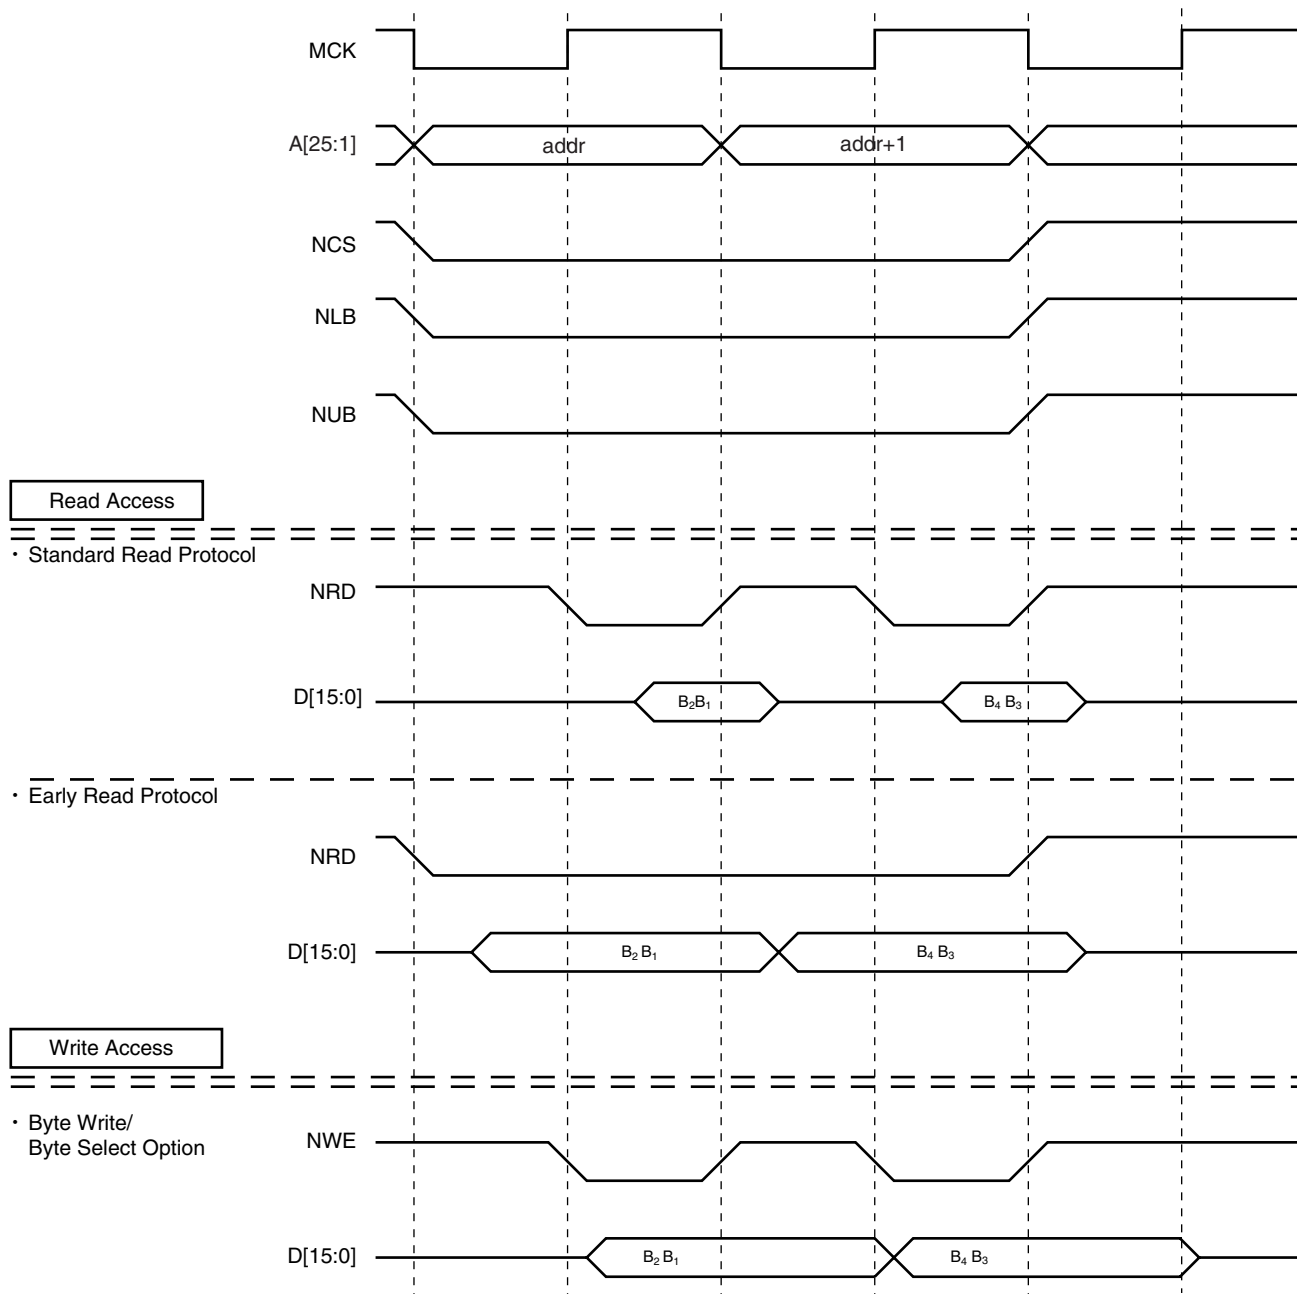 MCK
A[25:1] addr addr+1
NCS
NLB
NUB
Read Access
· Standard Read Protocol
NRD
D[15:0] B₂B₁ B₄ B₃
· Early Read Protocol
NRD
D[15:0] B₂ B₁ B₄ B₃
Write Access
· Byte Write/
Byte Select Option
NWE
D[15:0] B₂ B₁ B₄ B₃